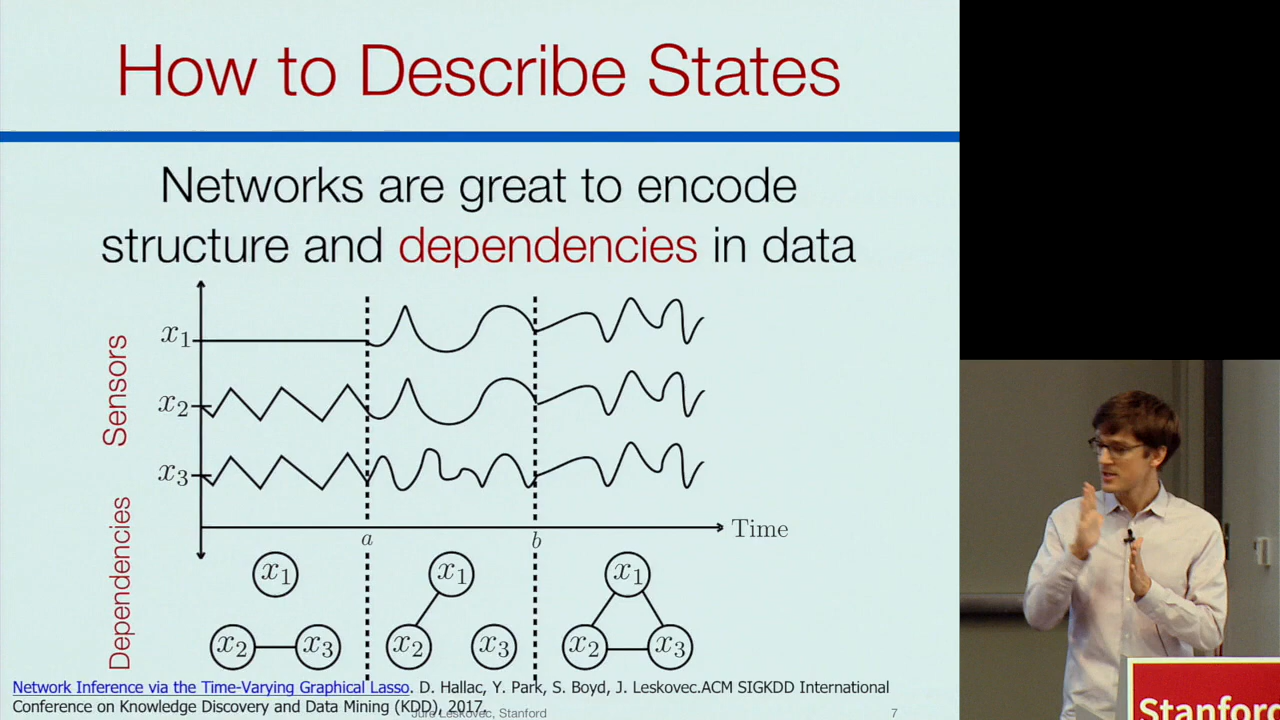 How to Describe States
Networks are great to encode
structure and dependencies in data
Sensors
x1
x2
x3
a
b
Time
Dependencies
x1
x2
x3
x1
x2
x3
x1
x2
x3
Network Inference via the Time-Varying Graphical Lasso. D. Hallac, Y. Park, S. Boyd, J. Leskovec.ACM SIGKDD International
Conference on Knowledge Discovery and Data Mining (KDD), 2017.
Jure Leskovec, Stanford
7
Stanford